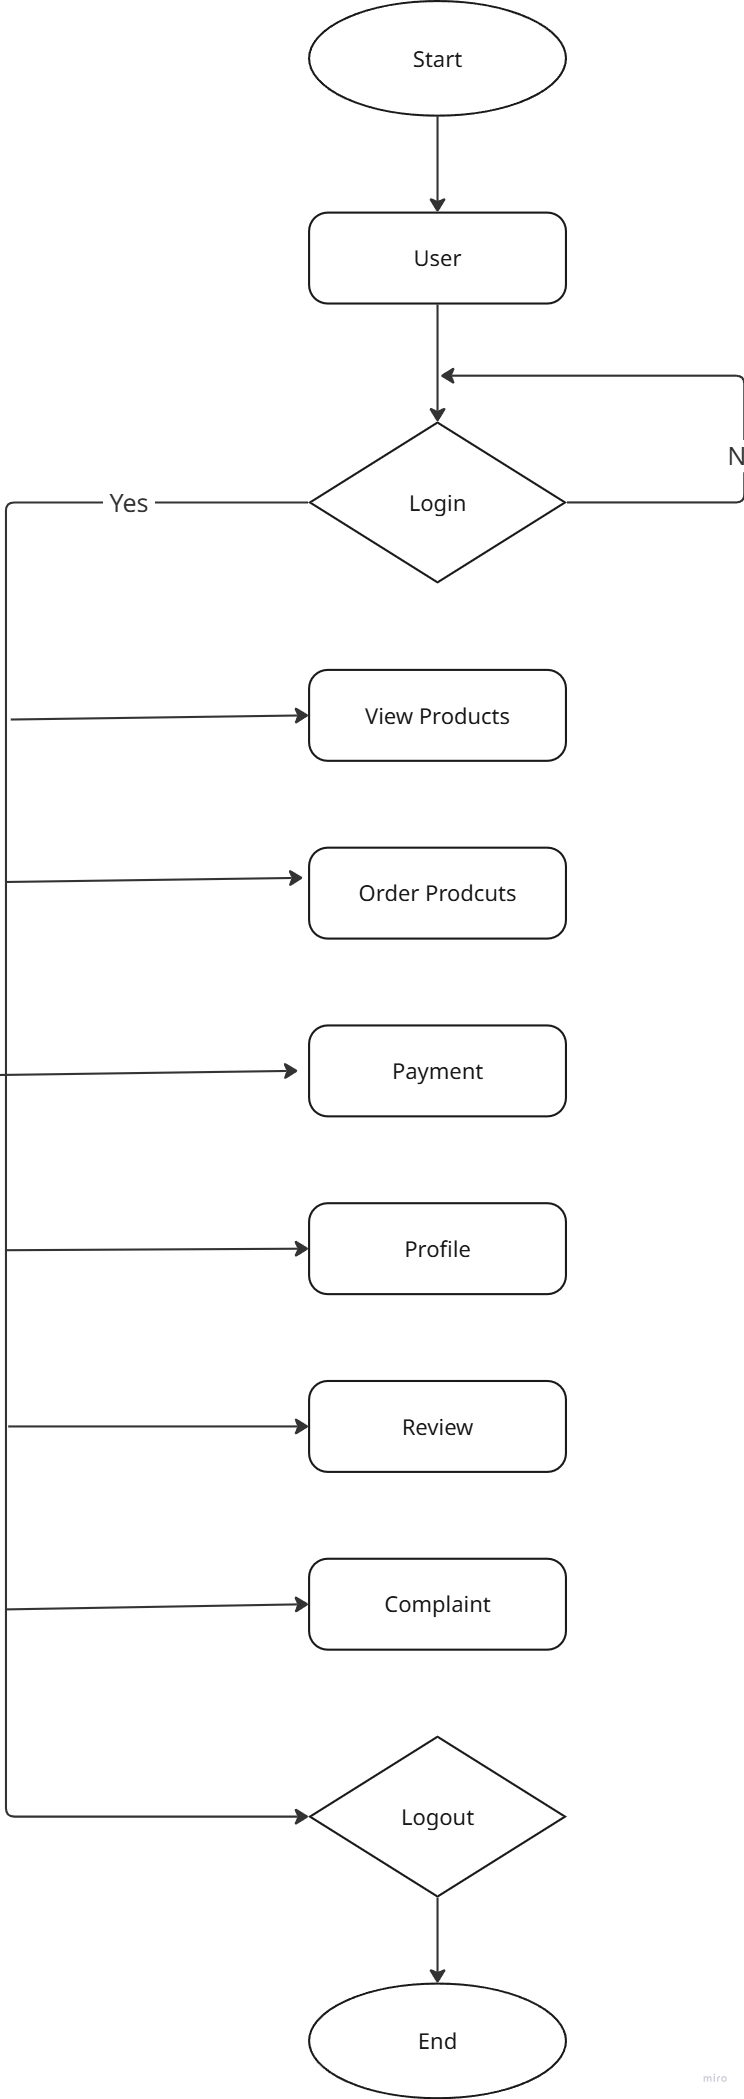 Start
User
N
Yes
Login
View Products
Order Prodcuts
Payment
Profile
Review
Complaint
Logout
End
miro